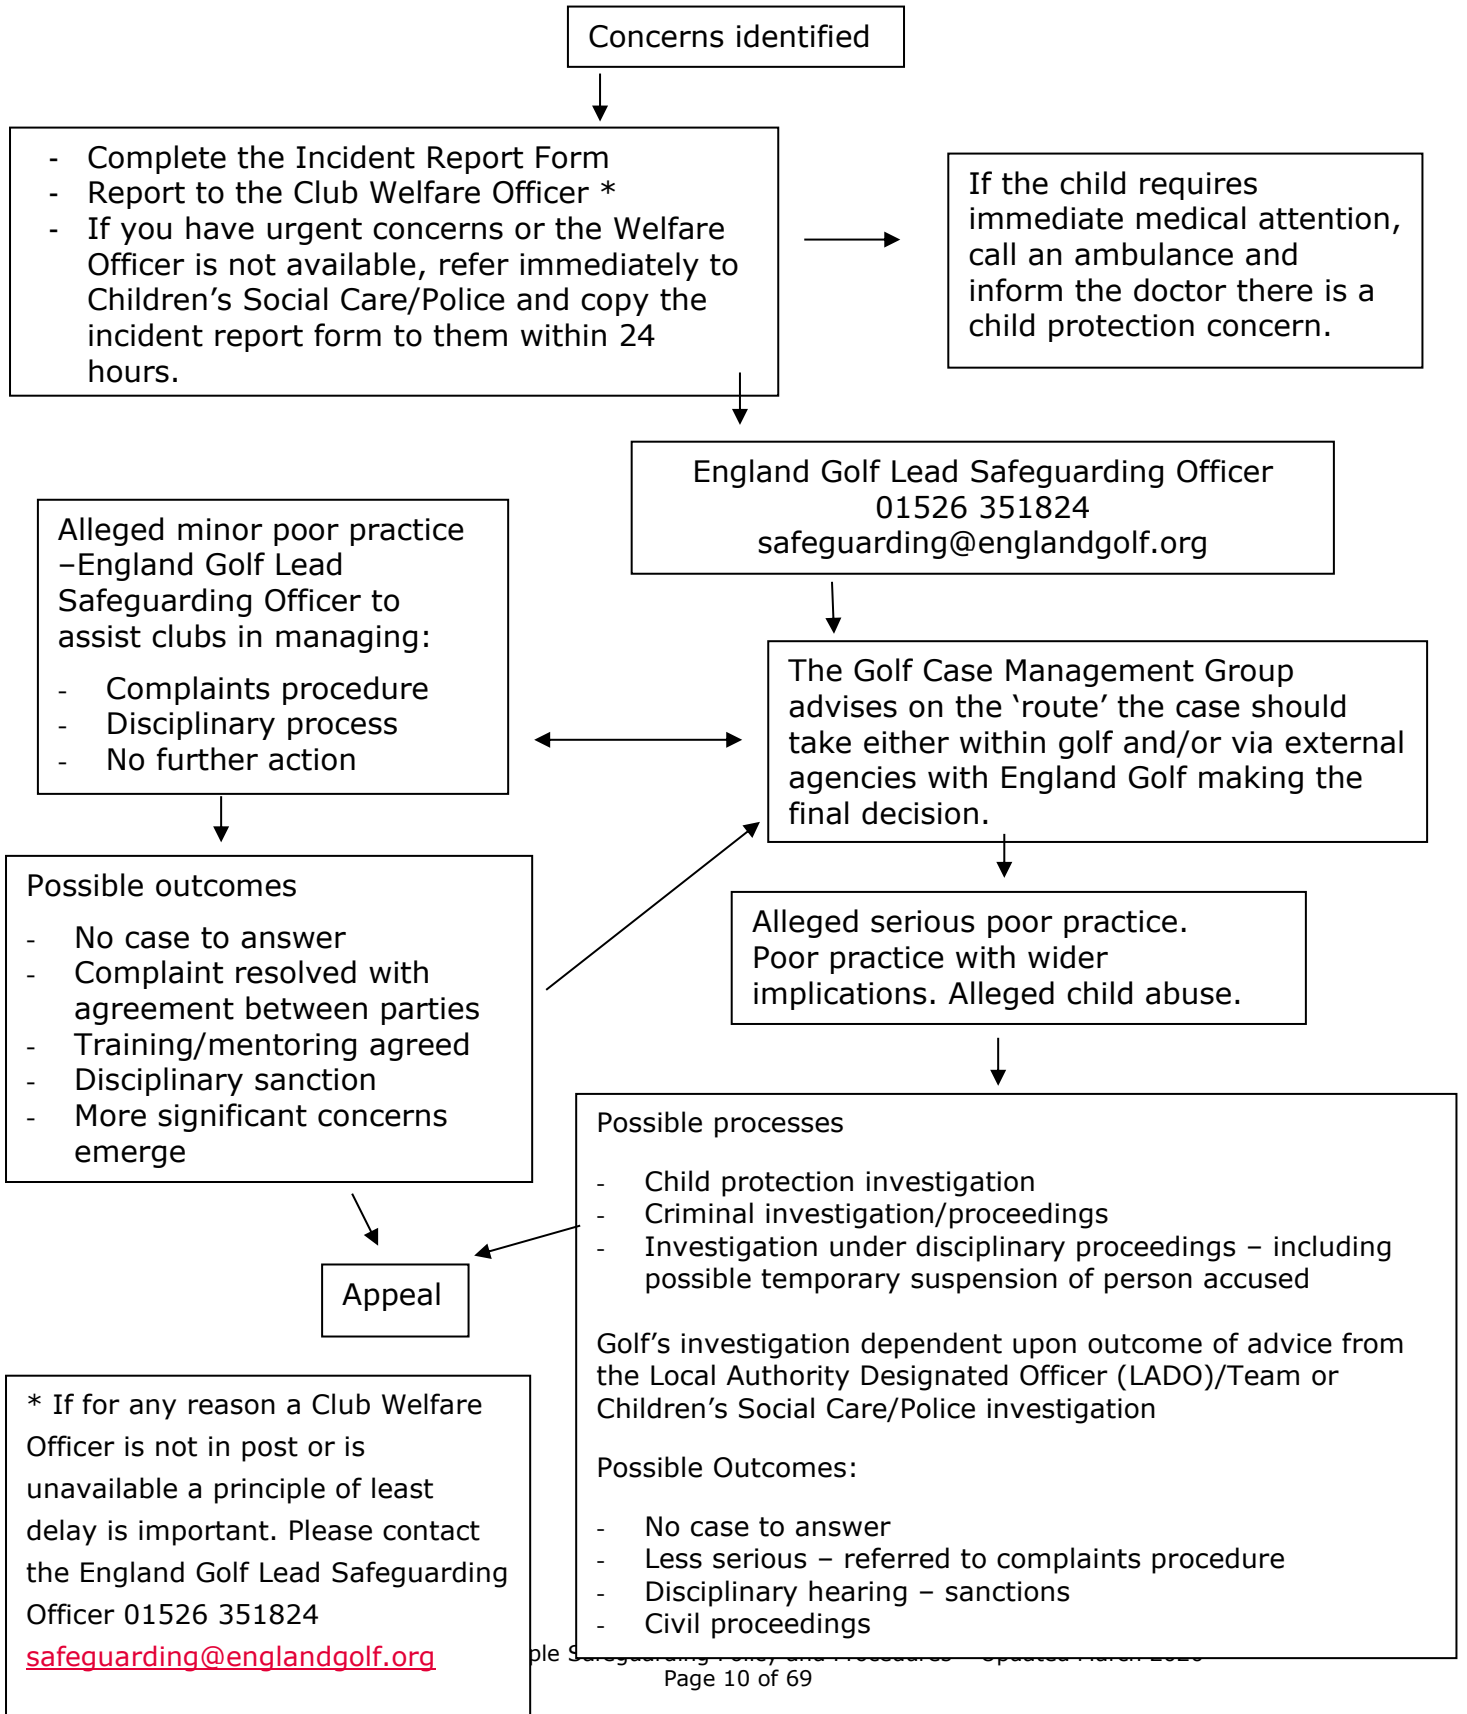 Concerns identified
- Complete the Incident Report Form
- Report to the Club Welfare Officer *
- If you have urgent concerns or the Welfare
Officer is not available, refer immediately to
Children’s Social Care/Police and copy the
incident report form to them within 24
hours.
If the child requires
immediate medical attention,
call an ambulance and
inform the doctor there is a
child protection concern.
England Golf Lead Safeguarding Officer
01526 351824
safeguarding@englandgolf.org
Alleged minor poor practice
–England Golf Lead
Safeguarding Officer to
assist clubs in managing:
- Complaints procedure
- Disciplinary process
- No further action
The Golf Case Management Group
advises on the ‘route’ the case should
take either within golf and/or via external
agencies with England Golf making the
final decision.
Possible outcomes
- No case to answer
- Complaint resolved with
agreement between parties
- Training/mentoring agreed
- Disciplinary sanction
- More significant concerns
emerge
Alleged serious poor practice.
Poor practice with wider
implications. Alleged child abuse.
Possible processes
- Child protection investigation
- Criminal investigation/proceedings
- Investigation under disciplinary proceedings – including
possible temporary suspension of person accused
Golf’s investigation dependent upon outcome of advice from
the Local Authority Designated Officer (LADO)/Team or
Children’s Social Care/Police investigation
Possible Outcomes:
- No case to answer
- Less serious – referred to complaints procedure
- Disciplinary hearing – sanctions
- Civil proceedings
Appeal
* If for any reason a Club Welfare
Officer is not in post or is
unavailable a principle of least
delay is important. Please contact
the England Golf Lead Safeguarding
Officer 01526 351824
safeguarding@englandgolf.org
Page 10 of 69